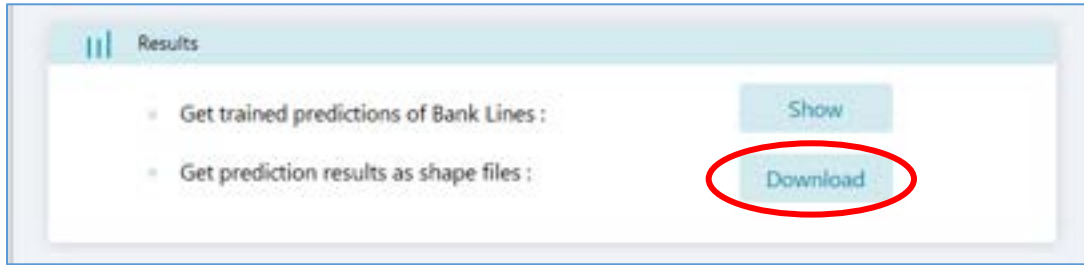 Results
Get trained predictions of Bank Lines : Show
Get prediction results as shape files : Download